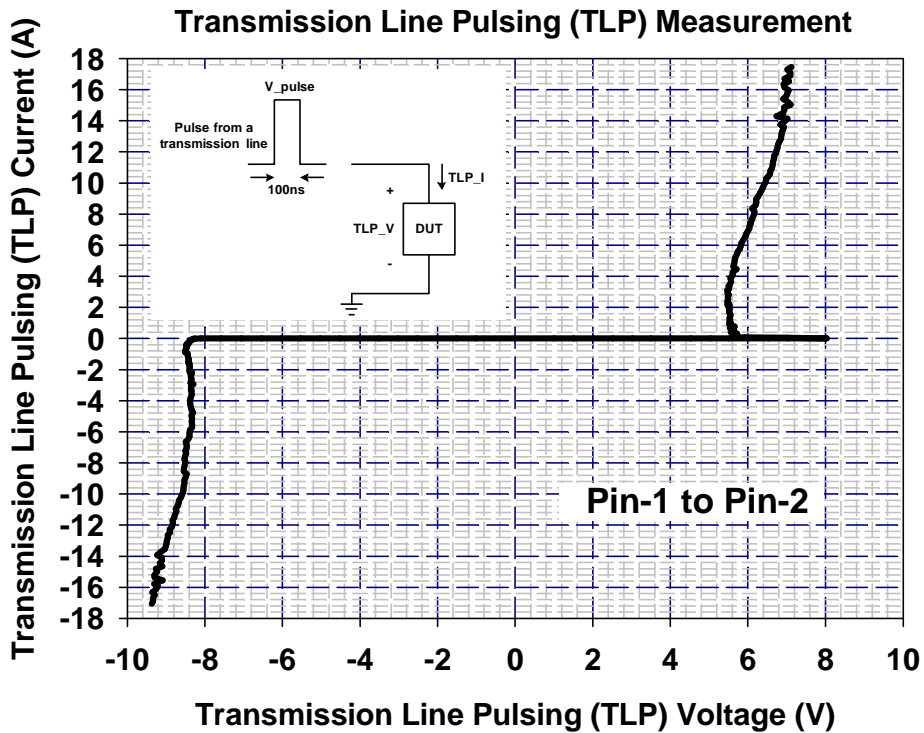 Transmission Line Pulsing (TLP) Measurement
Transmission Line Pulsing (TLP) Current (A)
18
16
14
12
10
8
6
4
2
0
-2
-4
-6
-8
-10
-12
-14
-16
-18
V_pulse
Pulse from a
transmission line
100ns
TLP_I
+
TLP_V
DUT
-
Pin-1 to Pin-2
-10 -8 -6 -4 -2 0 2 4 6 8 10
Transmission Line Pulsing (TLP) Voltage (V)